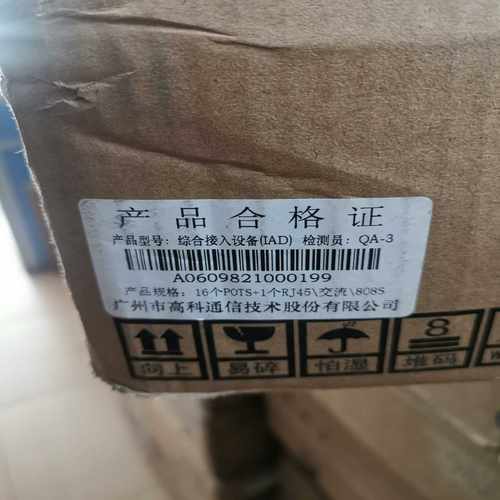 产品合格证
产品型号: 综合接入设备(IAD) 检测员: QA-3
A0609821000199
产品规格: 16个POTS+1个RJ45\交流\808S
广州市高科通信技术股份有限公司
8
向上 易碎 怕湿 堆码